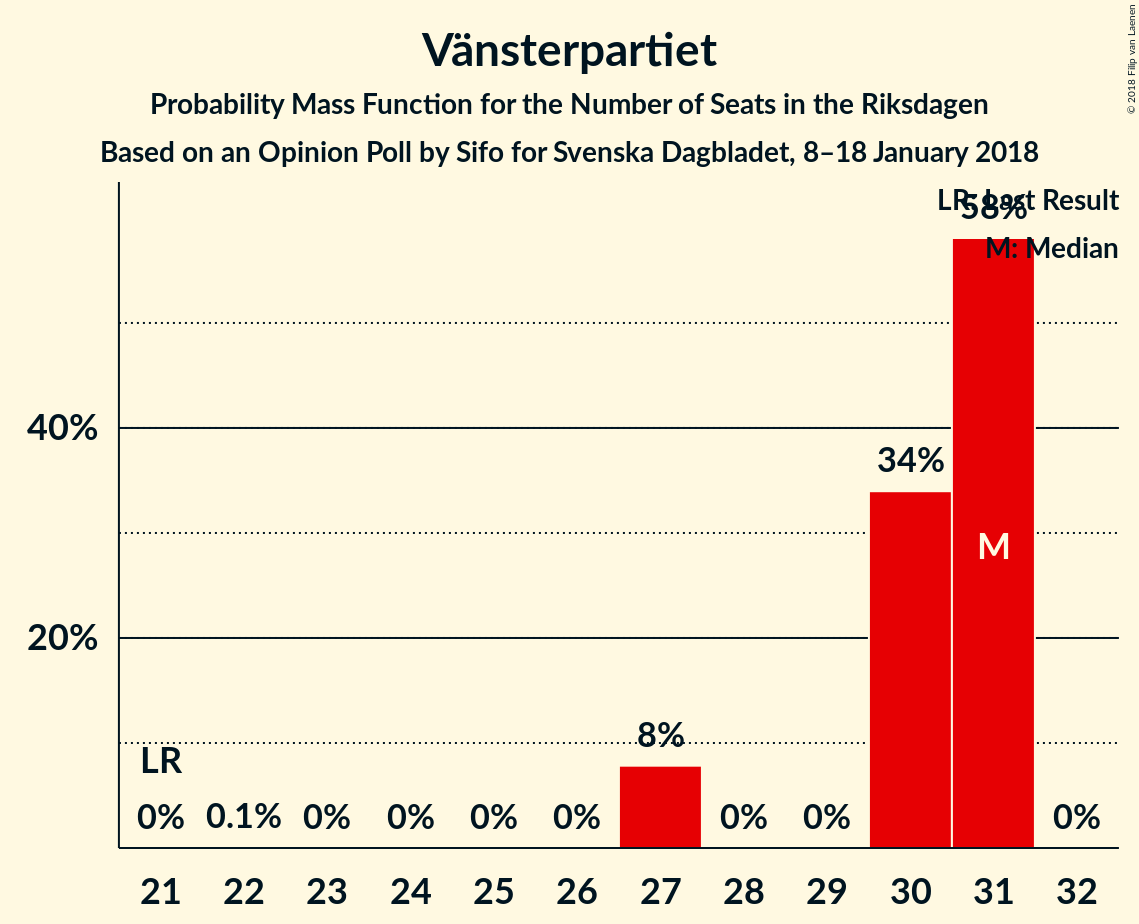 Vänsterpartiet
Probability Mass Function for the Number of Seats in the Riksdagen
Based on an Opinion Poll by Sifo for Svenska Dagbladet, 8–18 January 2018
© 2018 Filip van Laenen
LR: Last Result
58%
M: Median
40%
34%
M
20%
8%
LR
0% 0.1% 0% 0% 0% 0% 0% 0% 0%
21 22 23 24 25 26 27 28 29 30 31 32